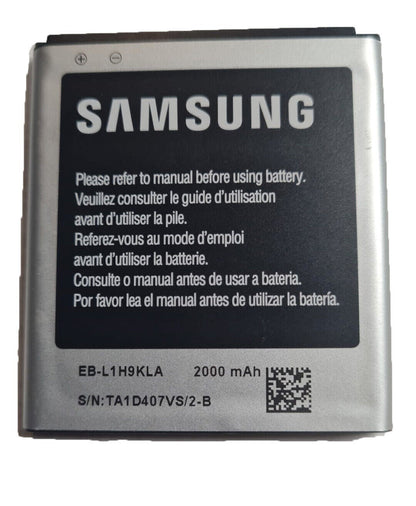 SAMSUNG
Please refer to manual before using battery.
Veuillez consulter le guide d'utilisation
avant d'utiliser la pile.
Referez-vous au mode d'emploi
avant d'utiliser la batterie.
Consulte o manual antes de usar a bateria.
Por favor lea el manual antes de utilizar la batería.
EB-L1H9KLA 2000 mAh
S/N:TA1D407VS/2-B